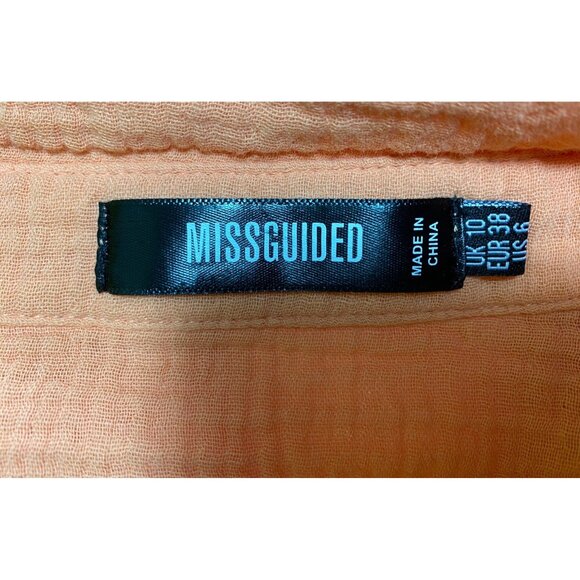 MISSGUIDED
MADE IN
CHINA
UK 10
EUR 38
US 6